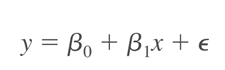 y = β₀ + β₁x + ϵ